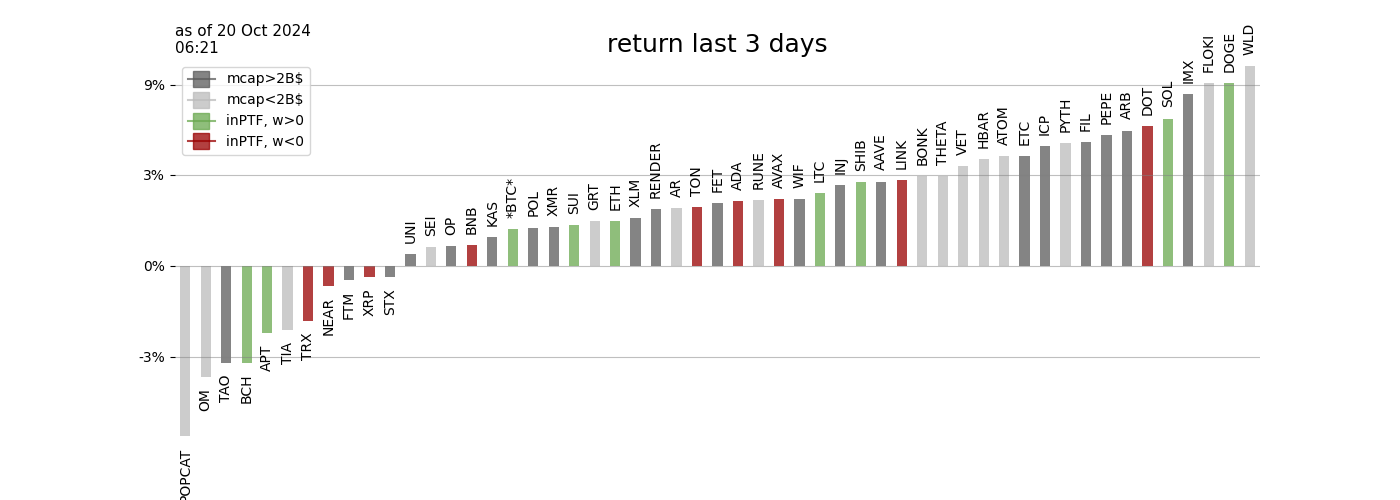 as of 20 Oct 2024
06:21
return last 3 days
mcap>2B$
mcap<2B$
inPTF, w>0
inPTF, w<0
9%
3%
0%
-3%
POPCAT
OM
TAO
BCH
APT
TIA
TRX
NEAR
FTM
XRP
STX
UNI
SEI
OP
BNB
KAS
*BTC*
POL
XMR
SUI
GRT
ETH
XLM
RENDER
AR
TON
FET
ADA
RUNE
AVAX
WIF
LTC
INJ
SHIB
AAVE
LINK
BONK
THETA
VET
HBAR
ATOM
ETC
ICP
PYTH
FIL
PEPE
ARB
DOT
SOL
IMX
FLOKI
DOGE
WLD